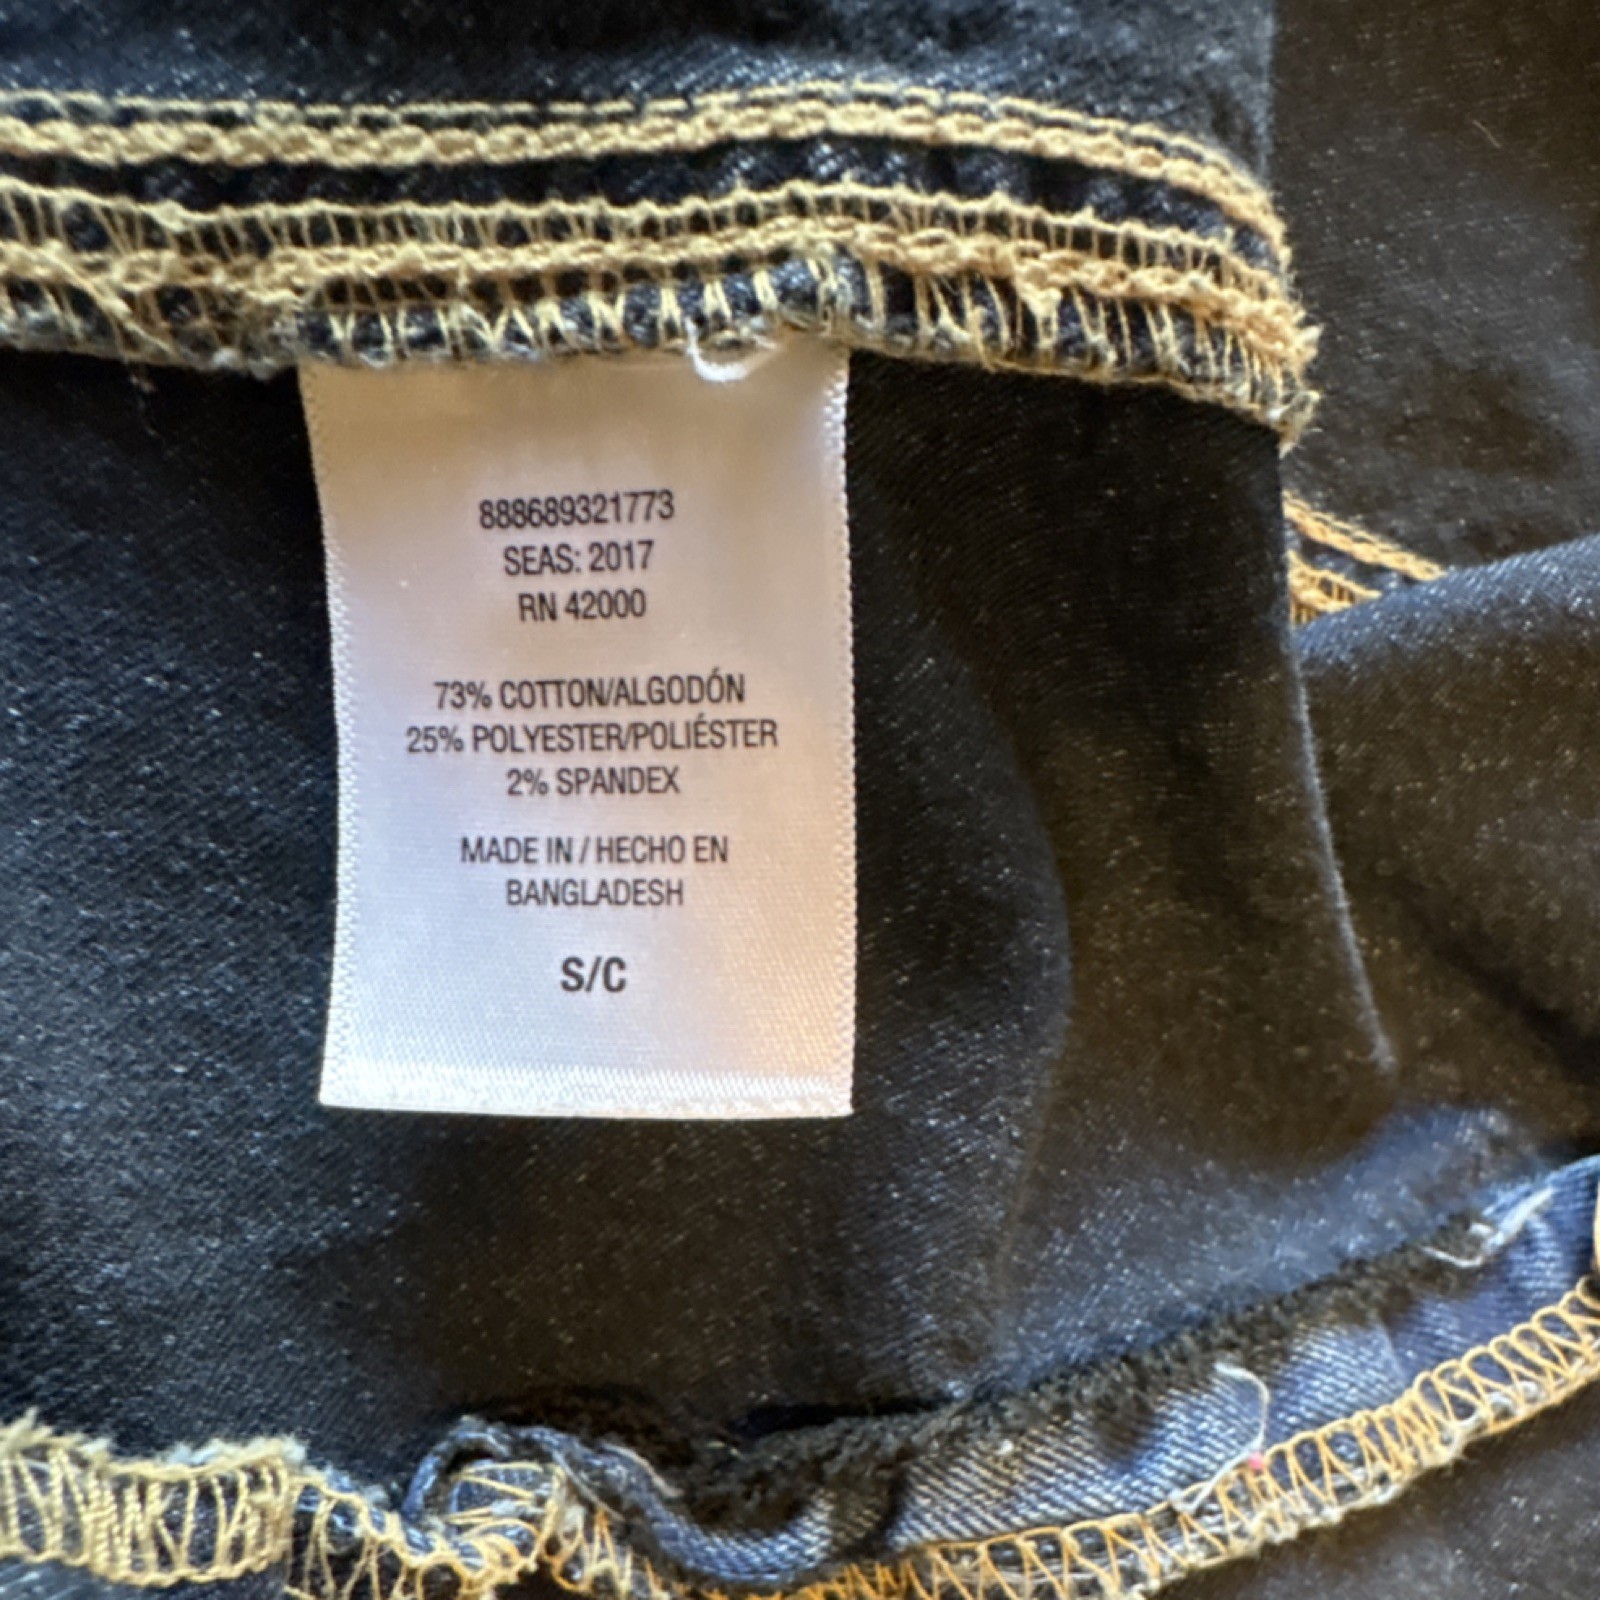 888689321773
SEAS: 2017
RN 42000
73% COTTON/ALGODÓN
25% POLYESTER/POLIÉSTER
2% SPANDEX
MADE IN / HECHO EN
BANGLADESH
S/C